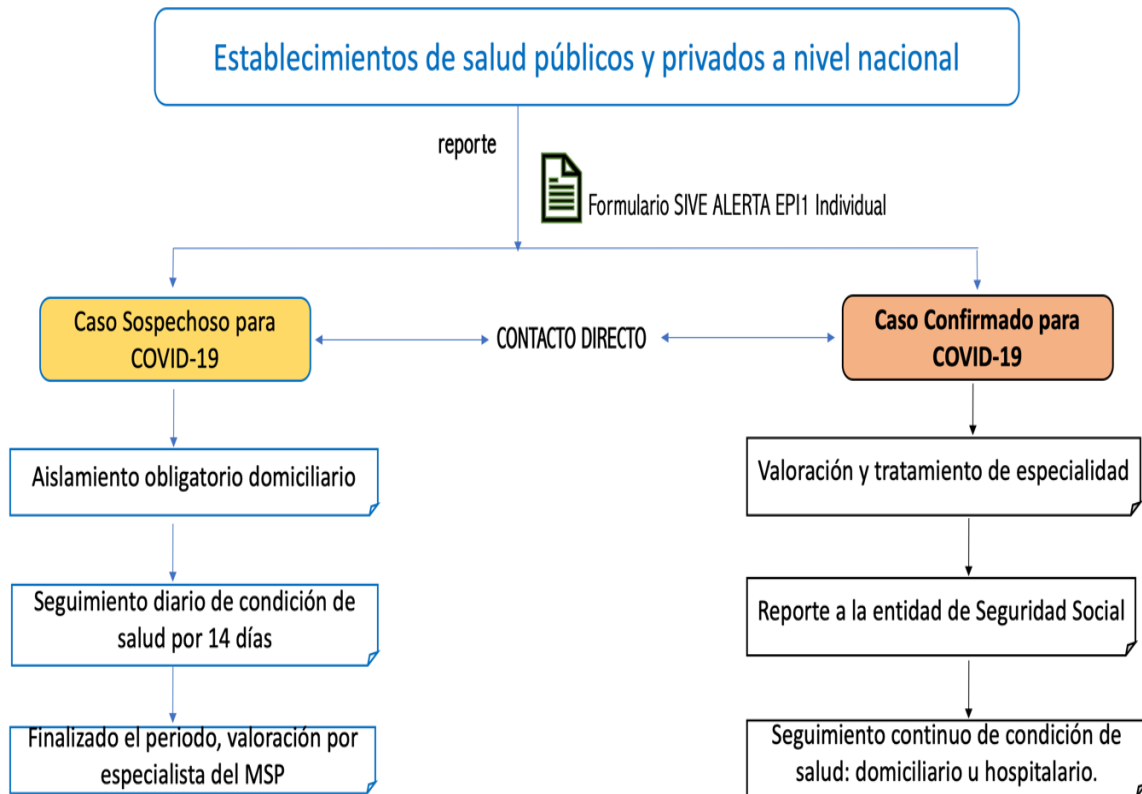 Establecimientos de salud públicos y privados a nivel nacional
reporte
Formulario SIVE ALERTA EPI1 Individual
Caso Sospechoso para
COVID-19
CONTACTO DIRECTO
Caso Confirmado para
COVID-19
Aislamiento obligatorio domiciliario
Seguimiento diario de condición de
salud por 14 días
Finalizado el periodo, valoración por
especialista del MSP
Valoración y tratamiento de especialidad
Reporte a la entidad de Seguridad Social
Seguimiento continuo de condición de
salud: domiciliario u hospitalario.